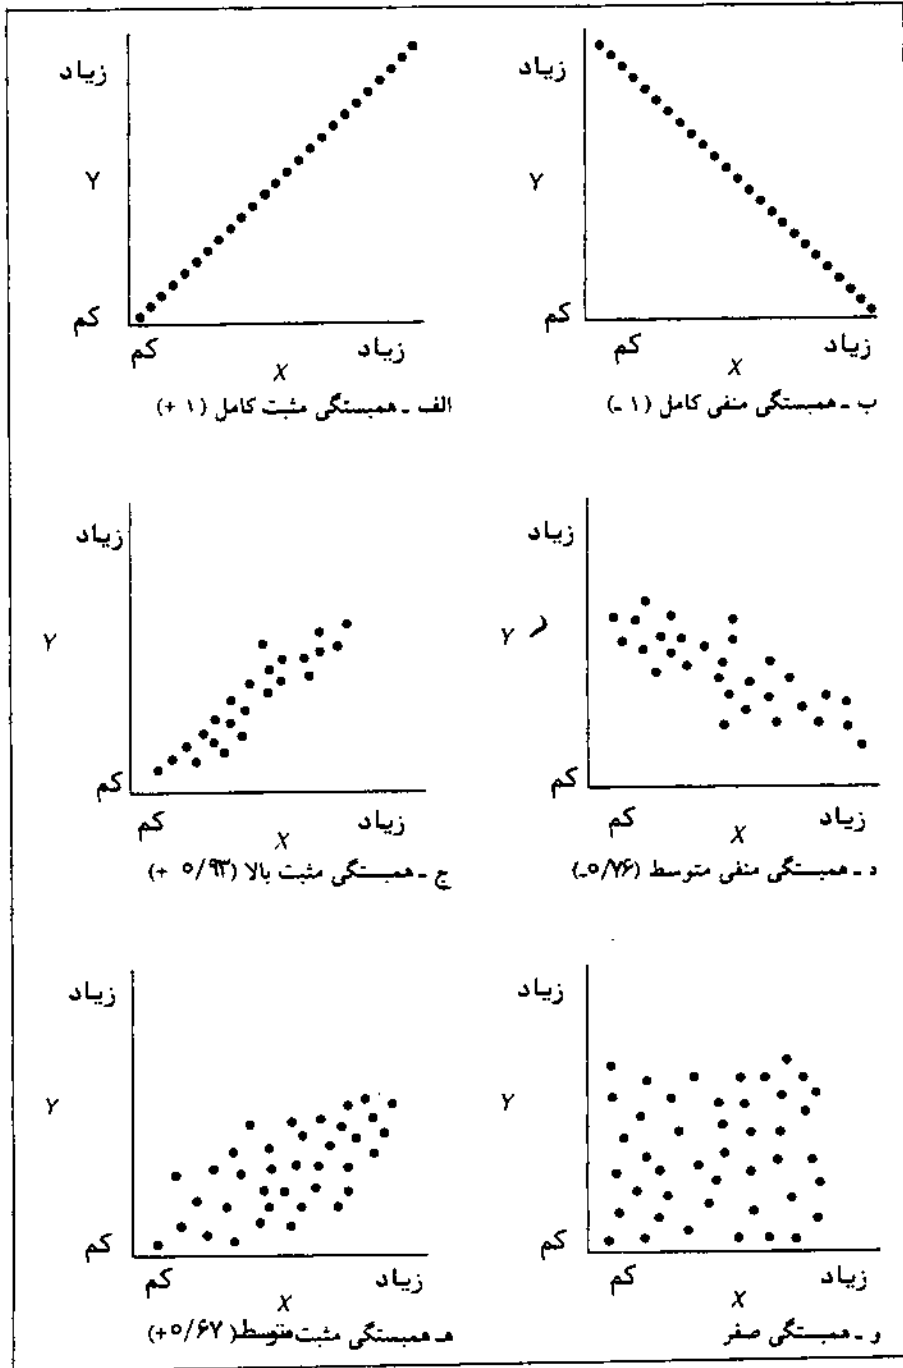 زیاد
Y
کم
کم
زیاد
X
الف ـ همبستگی مثبت کامل (۱ +)
زیاد
Y
کم
کم
زیاد
X
ب ـ همبستگی منفی کامل (۱ ـ)
زیاد
Y
کم
کم
زیاد
X
ج ـ همبستگی مثبت بالا (۰/۹۳ +)
زیاد
Y
کم
کم
زیاد
X
د ـ همبستگی منفی متوسط (۰/۷۶ـ)
زیاد
Y
کم
کم
زیاد
X
هـ همبستگی مثبت متوسط (۰/۶۷+)
زیاد
Y
کم
کم
زیاد
X
و ـ همبستگی صفر